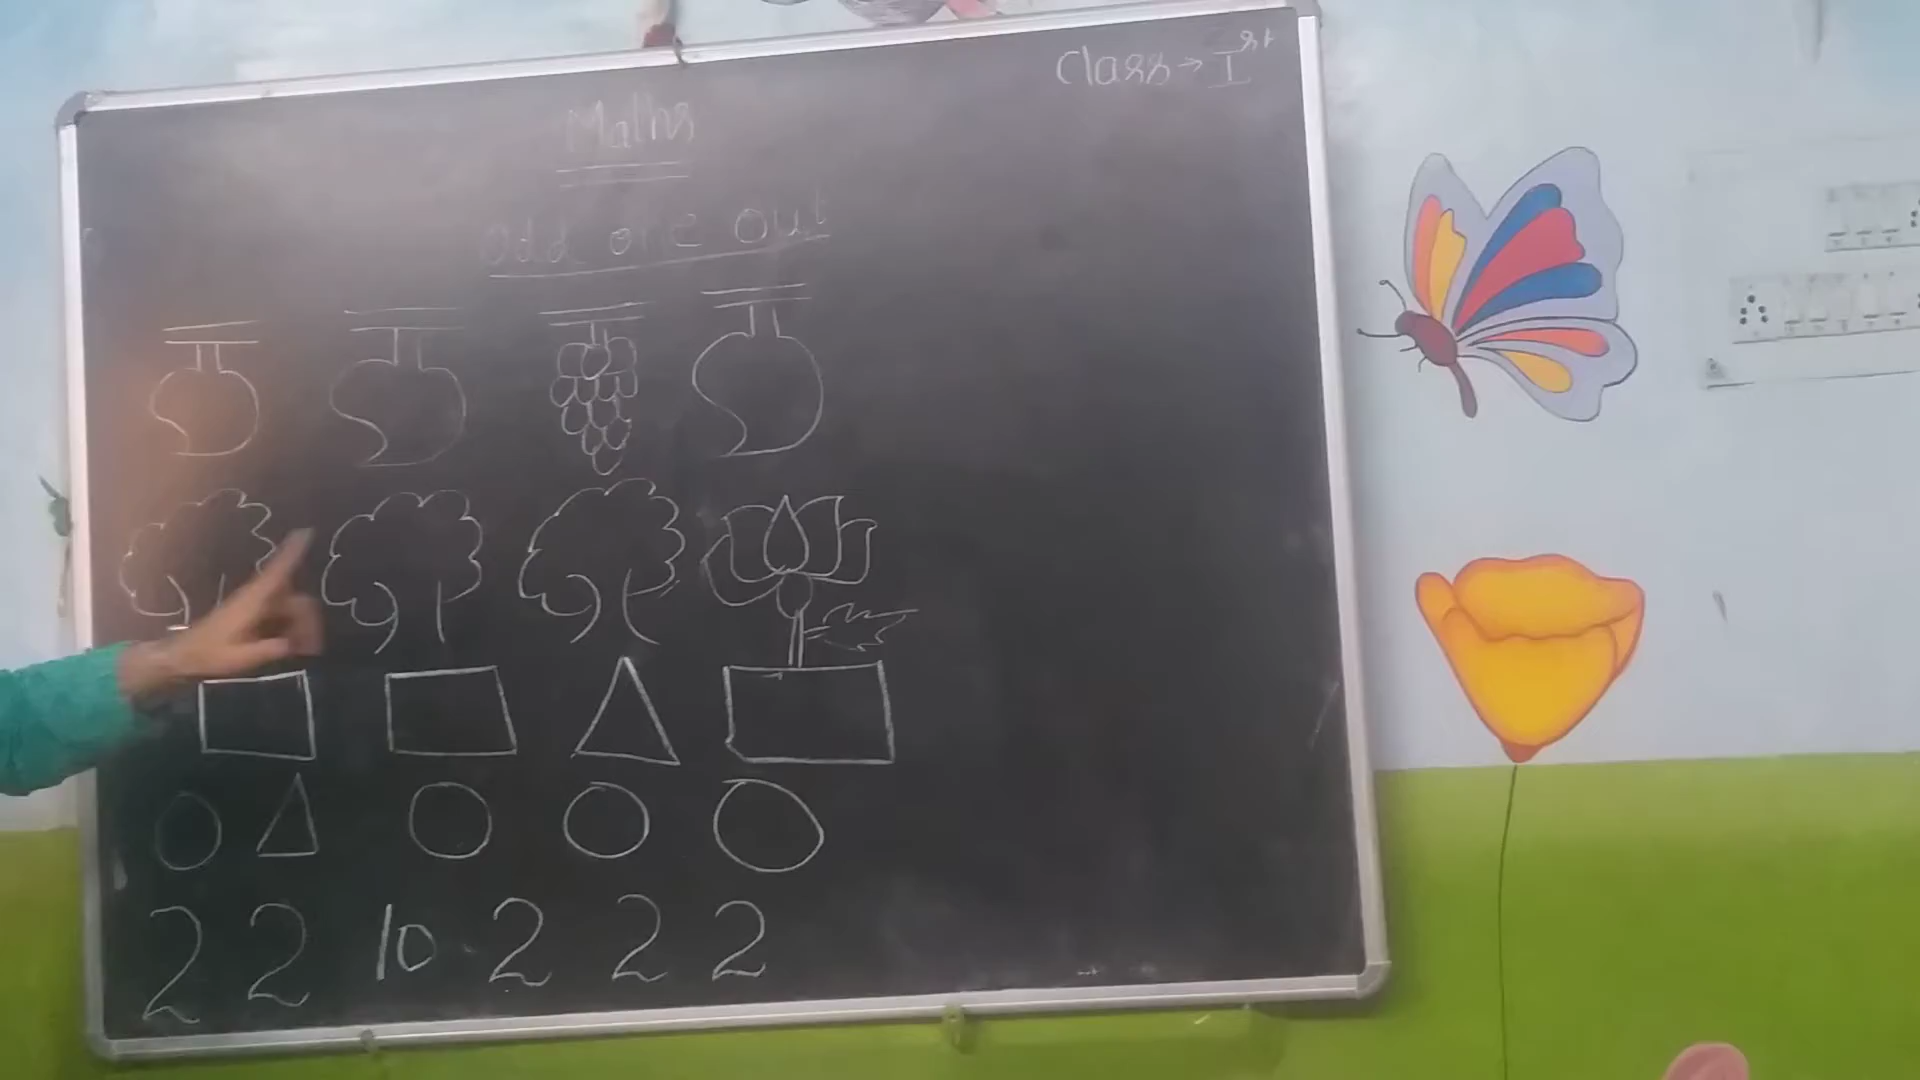 Class → Ist
Maths
odd one out
2 2 10 2 2 2